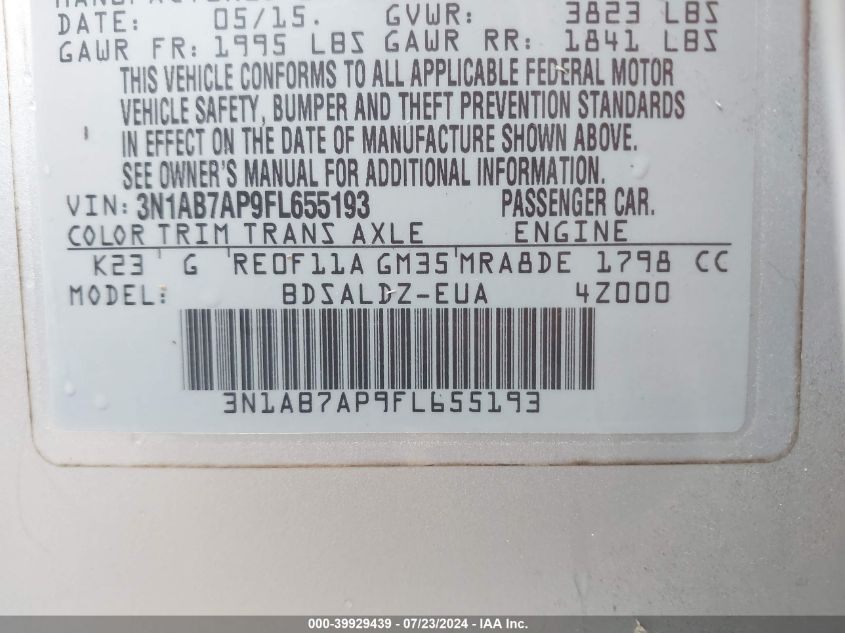 DATE: 05/15. GVWR: 3823 LBS
GAWR FR: 1995 LBS GAWR RR: 1841 LBS
THIS VEHICLE CONFORMS TO ALL APPLICABLE FEDERAL MOTOR
VEHICLE SAFETY, BUMPER AND THEFT PREVENTION STANDARDS
IN EFFECT ON THE DATE OF MANUFACTURE SHOWN ABOVE.
SEE OWNER'S MANUAL FOR ADDITIONAL INFORMATION.
VIN: 3N1AB7AP9FL655193 PASSENGER CAR.
COLOR TRIM TRANS AXLE ENGINE
K23 G RE0F11A GM35 MRA8DE 1798 CC
MODEL: BDSALDZ-EUA 4Z000
3N1AB7AP9FL655193
000-39929439 / 07/23/2024 - IAA Inc.